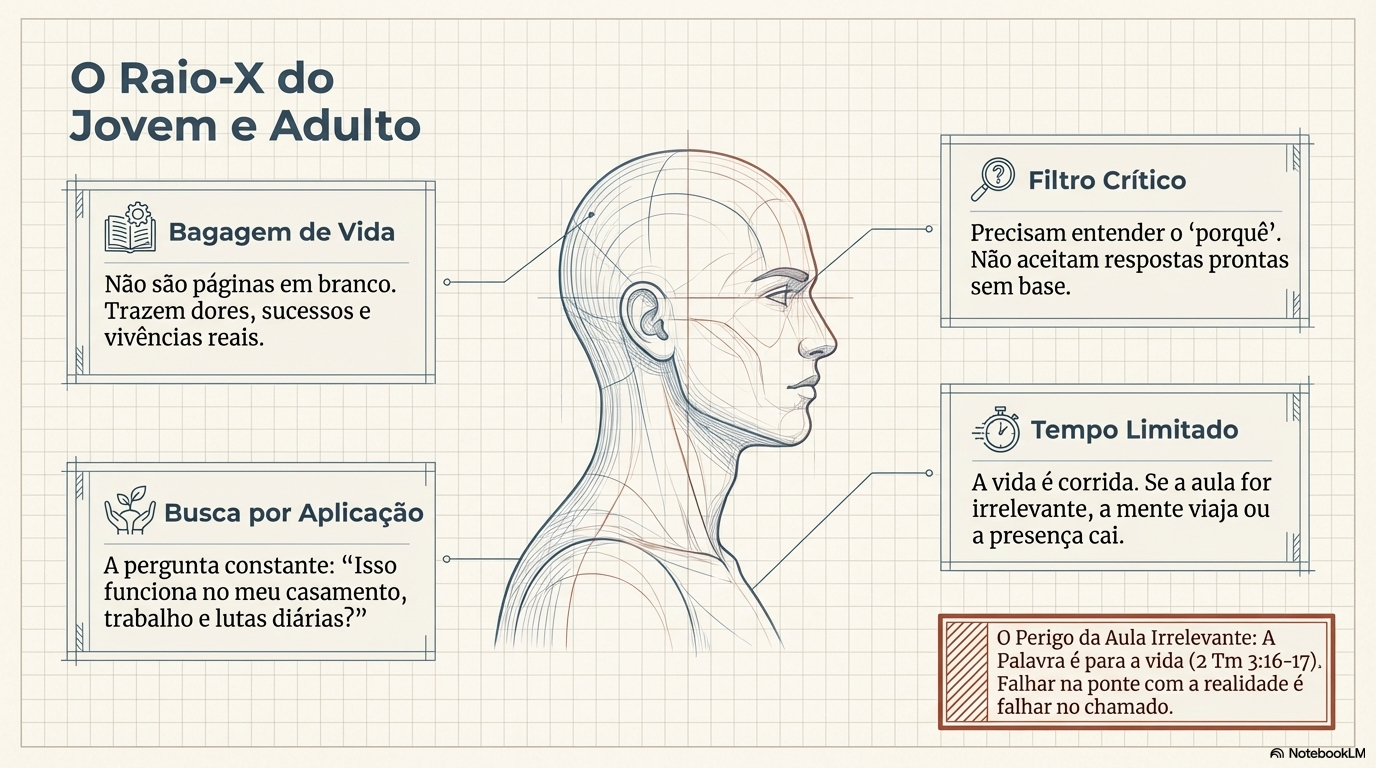 O Raio-X do
Jovem e Adulto
Bagagem de Vida
Não são páginas em branco.
Trazem dores, sucessos e
vivências reais.
Busca por Aplicação
A pergunta constante: “Isso
funciona no meu casamento,
trabalho e lutas diárias?”
Filtro Crítico
Precisam entender o ‘porquê’.
Não aceitam respostas prontas
sem base.
Tempo Limitado
A vida é corrida. Se a aula for
irrelevante, a mente viaja ou
a presença cai.
O Perigo da Aula Irrelevante: A
Palavra é para a vida (2 Tm 3:16-17).
Falhar na ponte com a realidade é
falhar no chamado.
NotebookLM